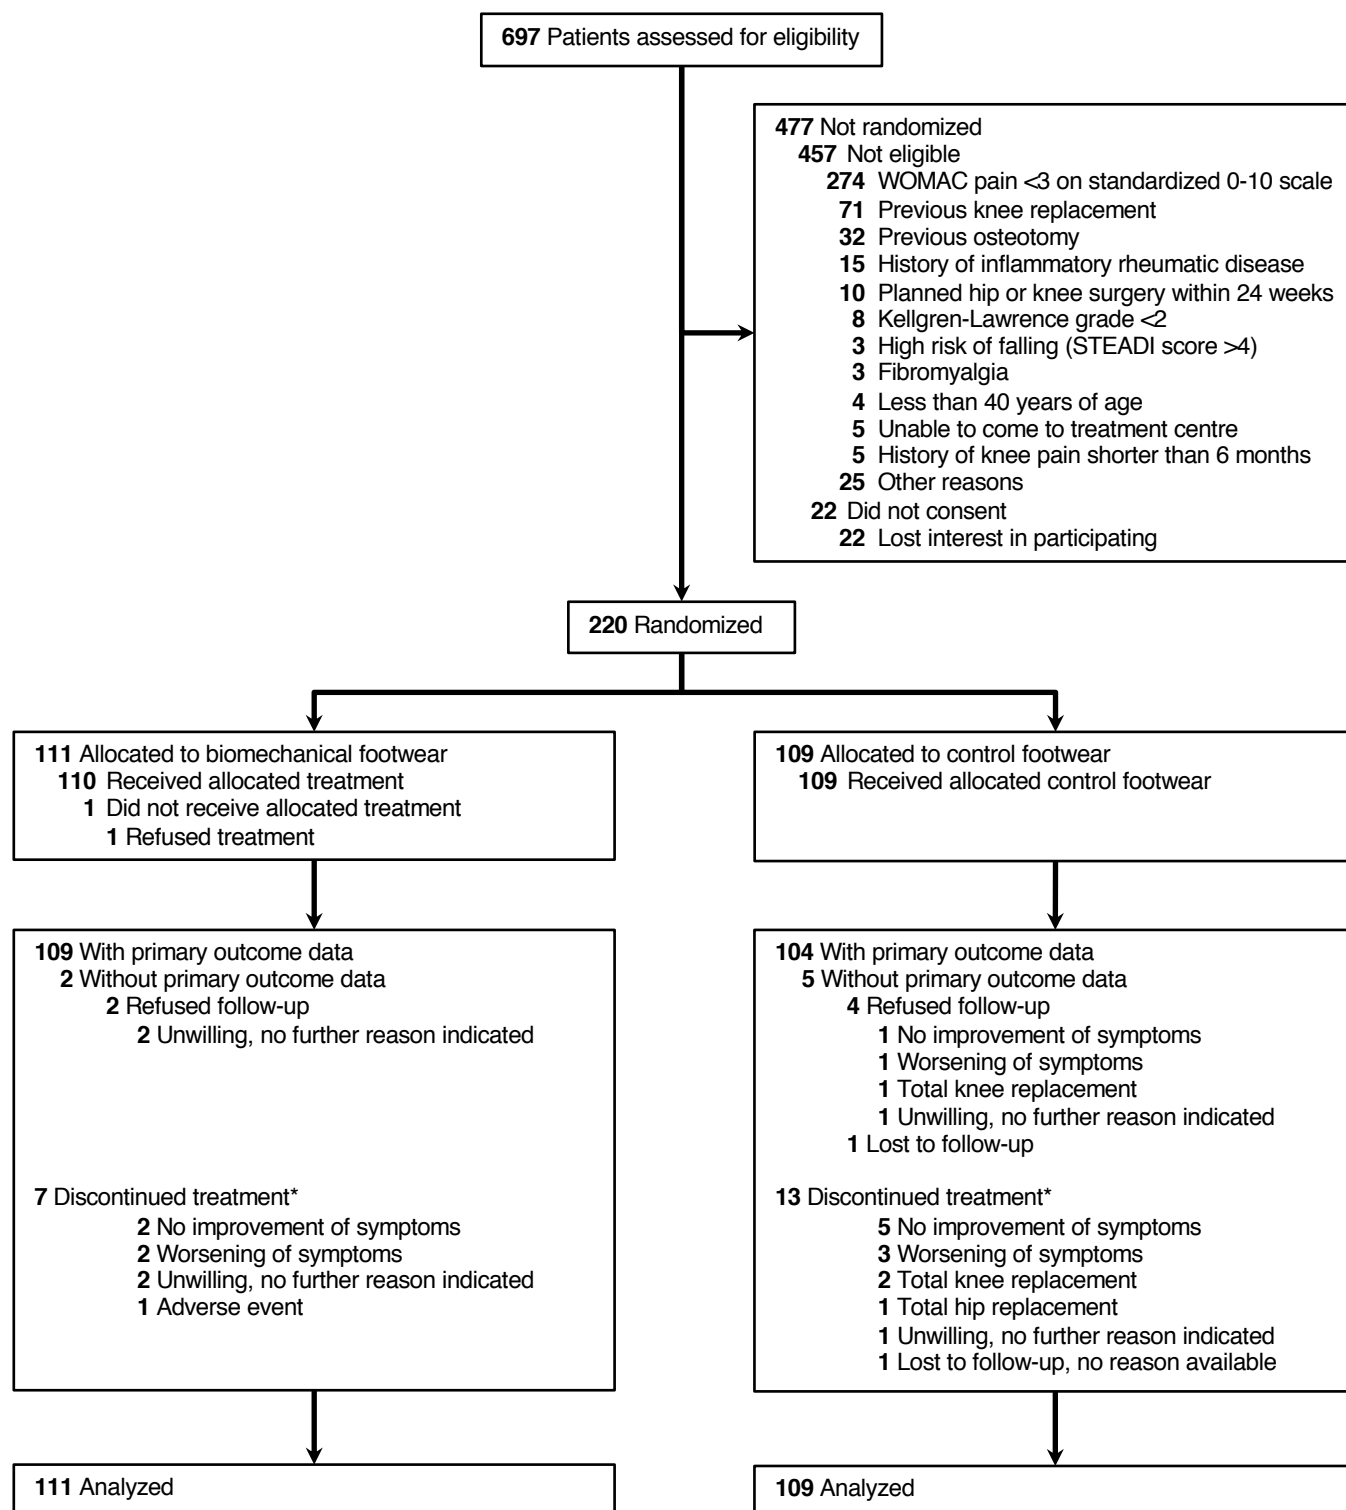 697 Patients assessed for eligibility
477 Not randomized
457 Not eligible
274 WOMAC pain <3 on standardized 0-10 scale
71 Previous knee replacement
32 Previous osteotomy
15 History of inflammatory rheumatic disease
10 Planned hip or knee surgery within 24 weeks
8 Kellgren-Lawrence grade <2
3 High risk of falling (STEADI score >4)
3 Fibromyalgia
4 Less than 40 years of age
5 Unable to come to treatment centre
5 History of knee pain shorter than 6 months
25 Other reasons
22 Did not consent
22 Lost interest in participating
220 Randomized
111 Allocated to biomechanical footwear
110 Received allocated treatment
1 Did not receive allocated treatment
1 Refused treatment
109 Allocated to control footwear
109 Received allocated control footwear
109 With primary outcome data
2 Without primary outcome data
2 Refused follow-up
2 Unwilling, no further reason indicated
7 Discontinued treatment*
2 No improvement of symptoms
2 Worsening of symptoms
2 Unwilling, no further reason indicated
1 Adverse event
104 With primary outcome data
5 Without primary outcome data
4 Refused follow-up
1 No improvement of symptoms
1 Worsening of symptoms
1 Total knee replacement
1 Unwilling, no further reason indicated
1 Lost to follow-up
13 Discontinued treatment*
5 No improvement of symptoms
3 Worsening of symptoms
2 Total knee replacement
1 Total hip replacement
1 Unwilling, no further reason indicated
1 Lost to follow-up, no reason available
111 Analyzed
109 Analyzed